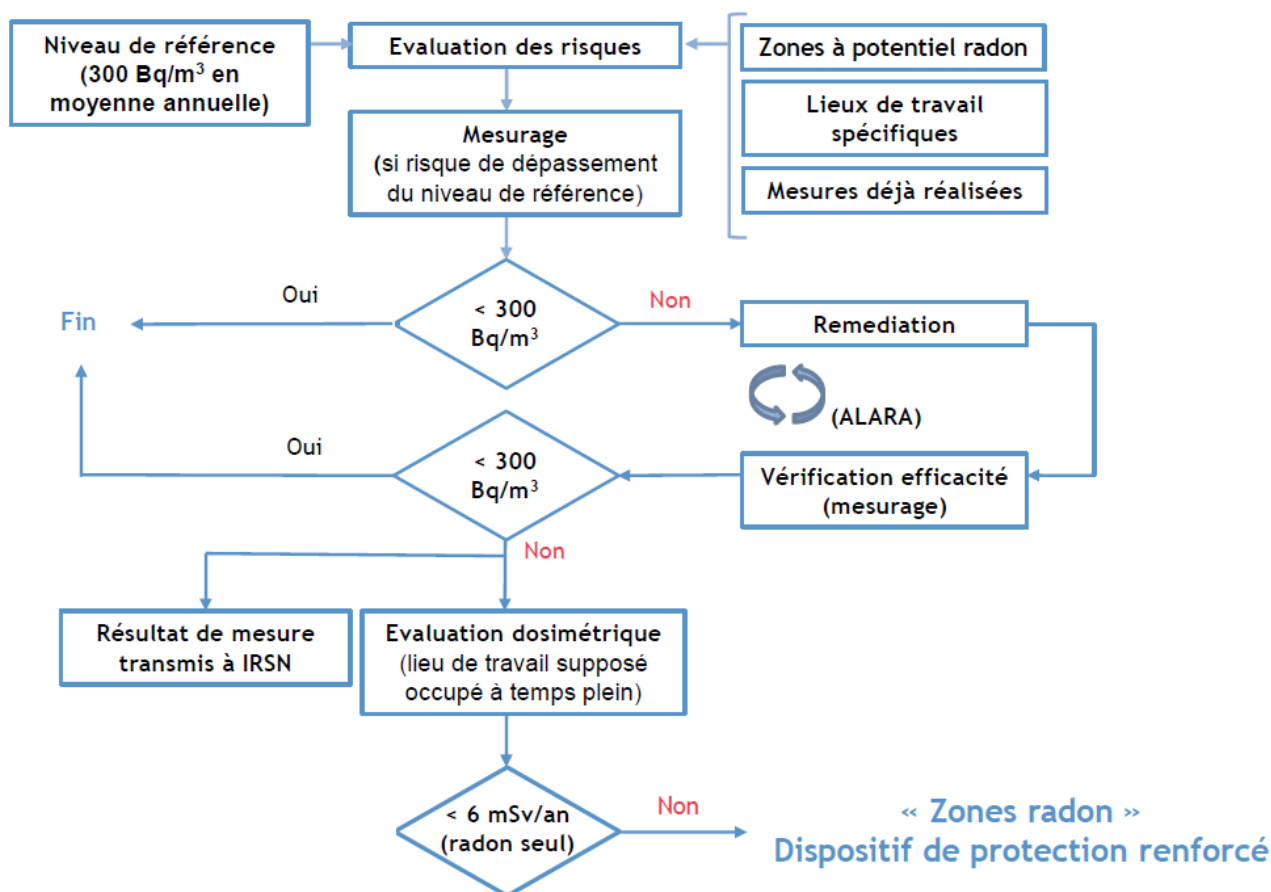 Niveau de référence
(300 Bq/m³ en
moyenne annuelle)
Evaluation des risques
Zones à potentiel radon
Lieux de travail
spécifiques
Mesures déjà réalisées
Mesurage
(si risque de dépassement
du niveau de référence)
Oui
< 300
Bq/m³
Non
Fin
Remediation
(ALARA)
Oui
< 300
Bq/m³
Vérification efficacité
(mesurage)
Non
Résultat de mesure
transmis à IRSN
Evaluation dosimétrique
(lieu de travail supposé
occupé à temps plein)
< 6 mSv/an
(radon seul)
Non
« Zones radon »
Dispositif de protection renforcé